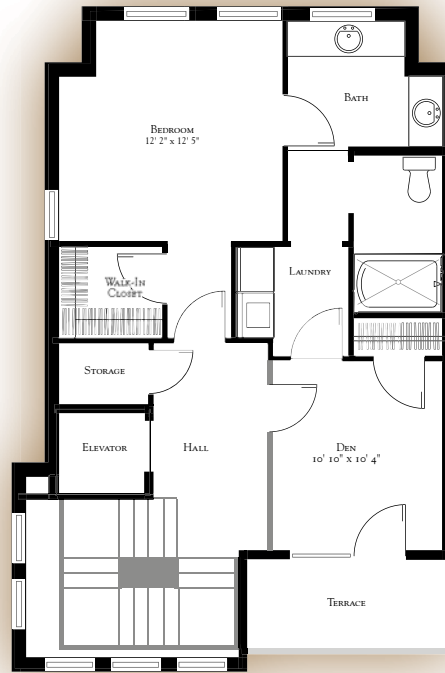 Bath
Bedroom
12' 2" x 12' 5"
Laundry
Walk-In
Closet
Storage
Elevator
Hall
Den
10' 10" x 10' 4"
Terrace